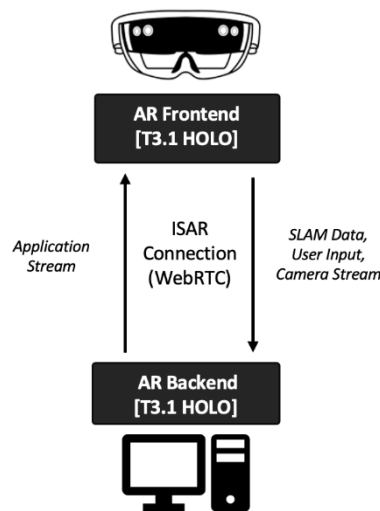 AR Frontend
[T3.1 HOLO]
Application
Stream
ISAR
Connection
(WebRTC)
SLAM Data,
User Input,
Camera Stream
AR Backend
[T3.1 HOLO]